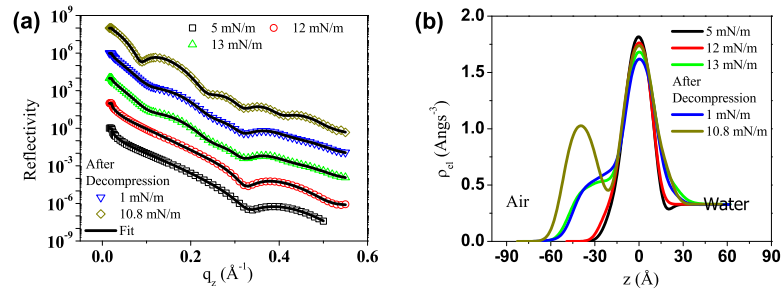 (a)
10^9
10^6
10^3
10^0
10^-3
10^-6
10^-9
Reflectivity
5 mN/m
12 mN/m
13 mN/m
After
Decompression
1 mN/m
10.8 mN/m
Fit
0.0
0.2
0.4
0.6
q_z (Å^-1)
(b)
2.0
1.5
1.0
0.5
0.0
ρ_el (Angs^-3)
5 mN/m
12 mN/m
13 mN/m
After
Decompression
1 mN/m
10.8 mN/m
Air
Water
-90
-60
-30
0
30
60
90
z (Å)